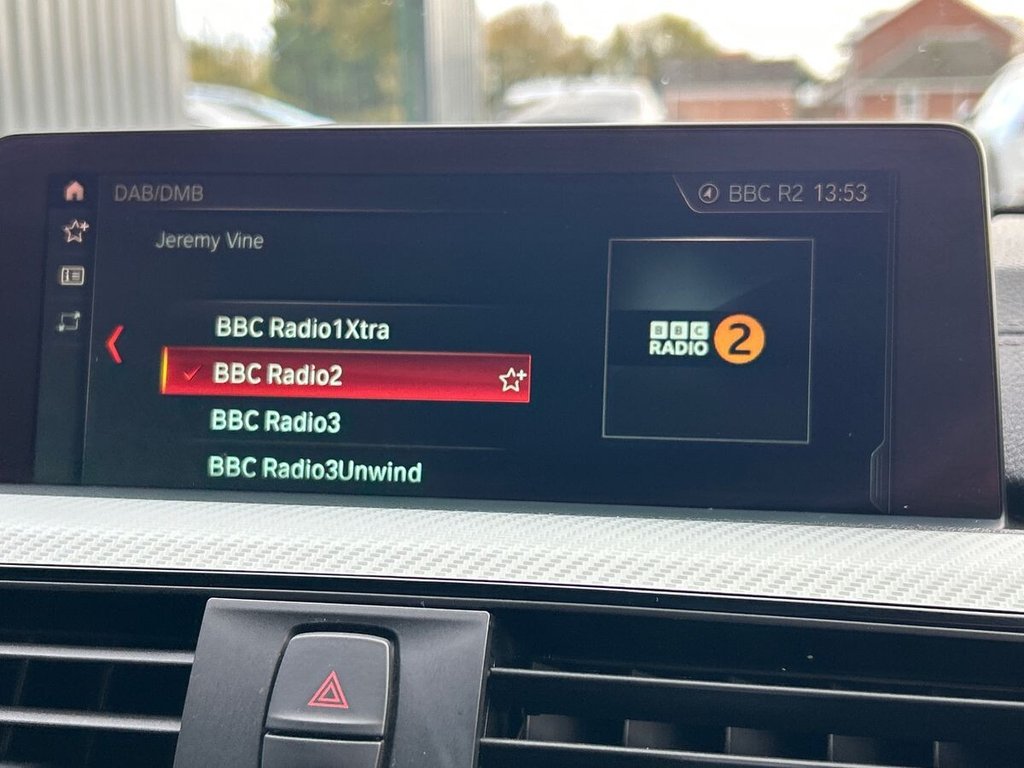 DAB/DMB
BBC R2 13:53
Jeremy Vine
BBC Radio1Xtra
BBC Radio2
BBC Radio3
BBC Radio3Unwind
BBC
RADIO 2